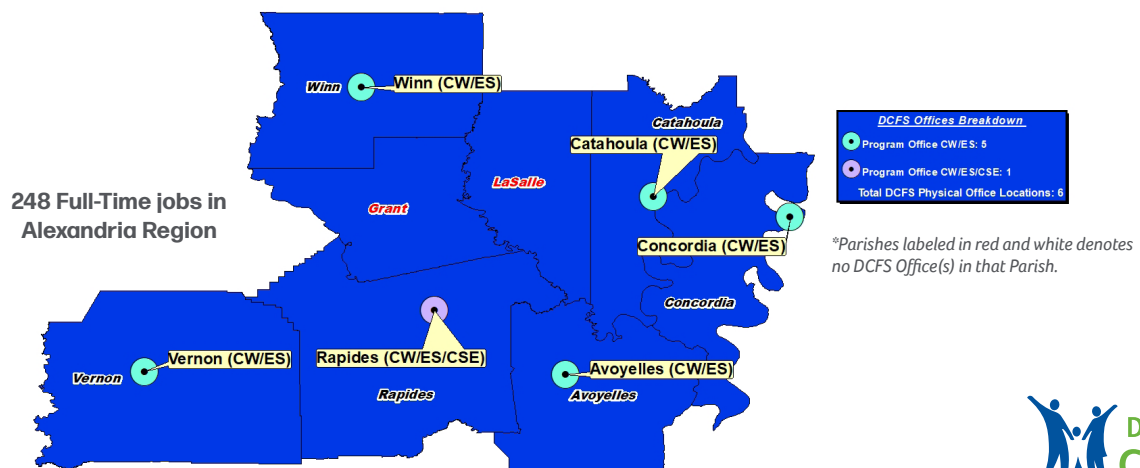 Winn
Winn (CW/ES)
Catahoula
Catahoula (CW/ES)
DCFS Offices Breakdown
Program Office CW/ES: 5
Program Office CW/ES/CSE: 1
Total DCFS Physical Office Locations: 6
LaSalle
Grant
248 Full-Time jobs in
Alexandria Region
Concordia (CW/ES)
*Parishes labeled in red and white denotes
no DCFS Office(s) in that Parish.
Concordia
Vernon (CW/ES)
Vernon
Rapides (CW/ES/CSE)
Rapides
Avoyelles (CW/ES)
Avoyelles
D
C